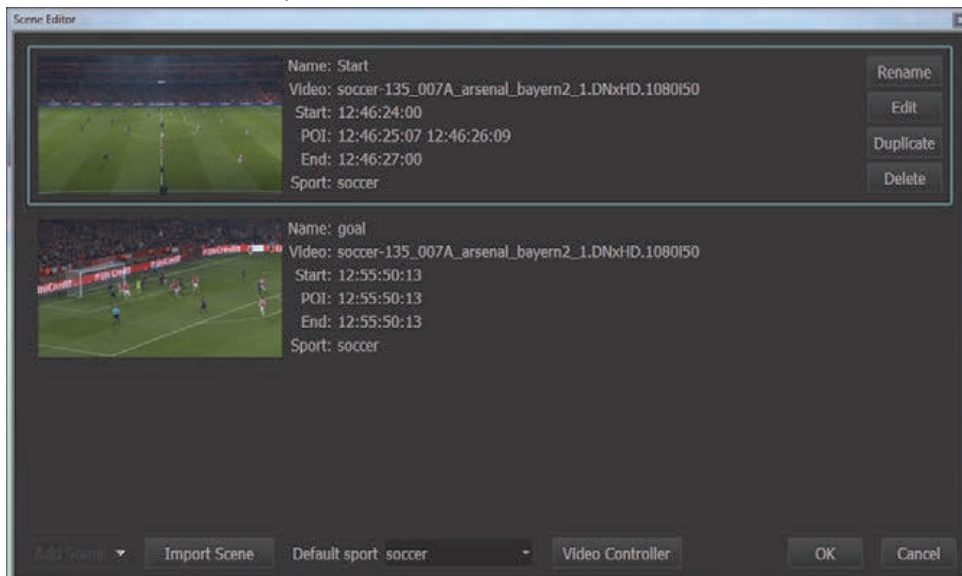 Scene Editor
Name: Start
Video: soccer-135_007A_arsenal_bayern2_1.DNxHD.1080i50
Start: 12:46:24:00
POI: 12:46:25:07 12:46:26:09
End: 12:46:27:00
Sport: soccer
Rename
Edit
Duplicate
Delete
Name: goal
Video: soccer-135_007A_arsenal_bayern2_1.DNxHD.1080i50
Start: 12:55:50:13
POI: 12:55:50:13
End: 12:55:50:13
Sport: soccer
UniCredit
Add Scene Import Scene Default sport soccer Video Controller OK Cancel